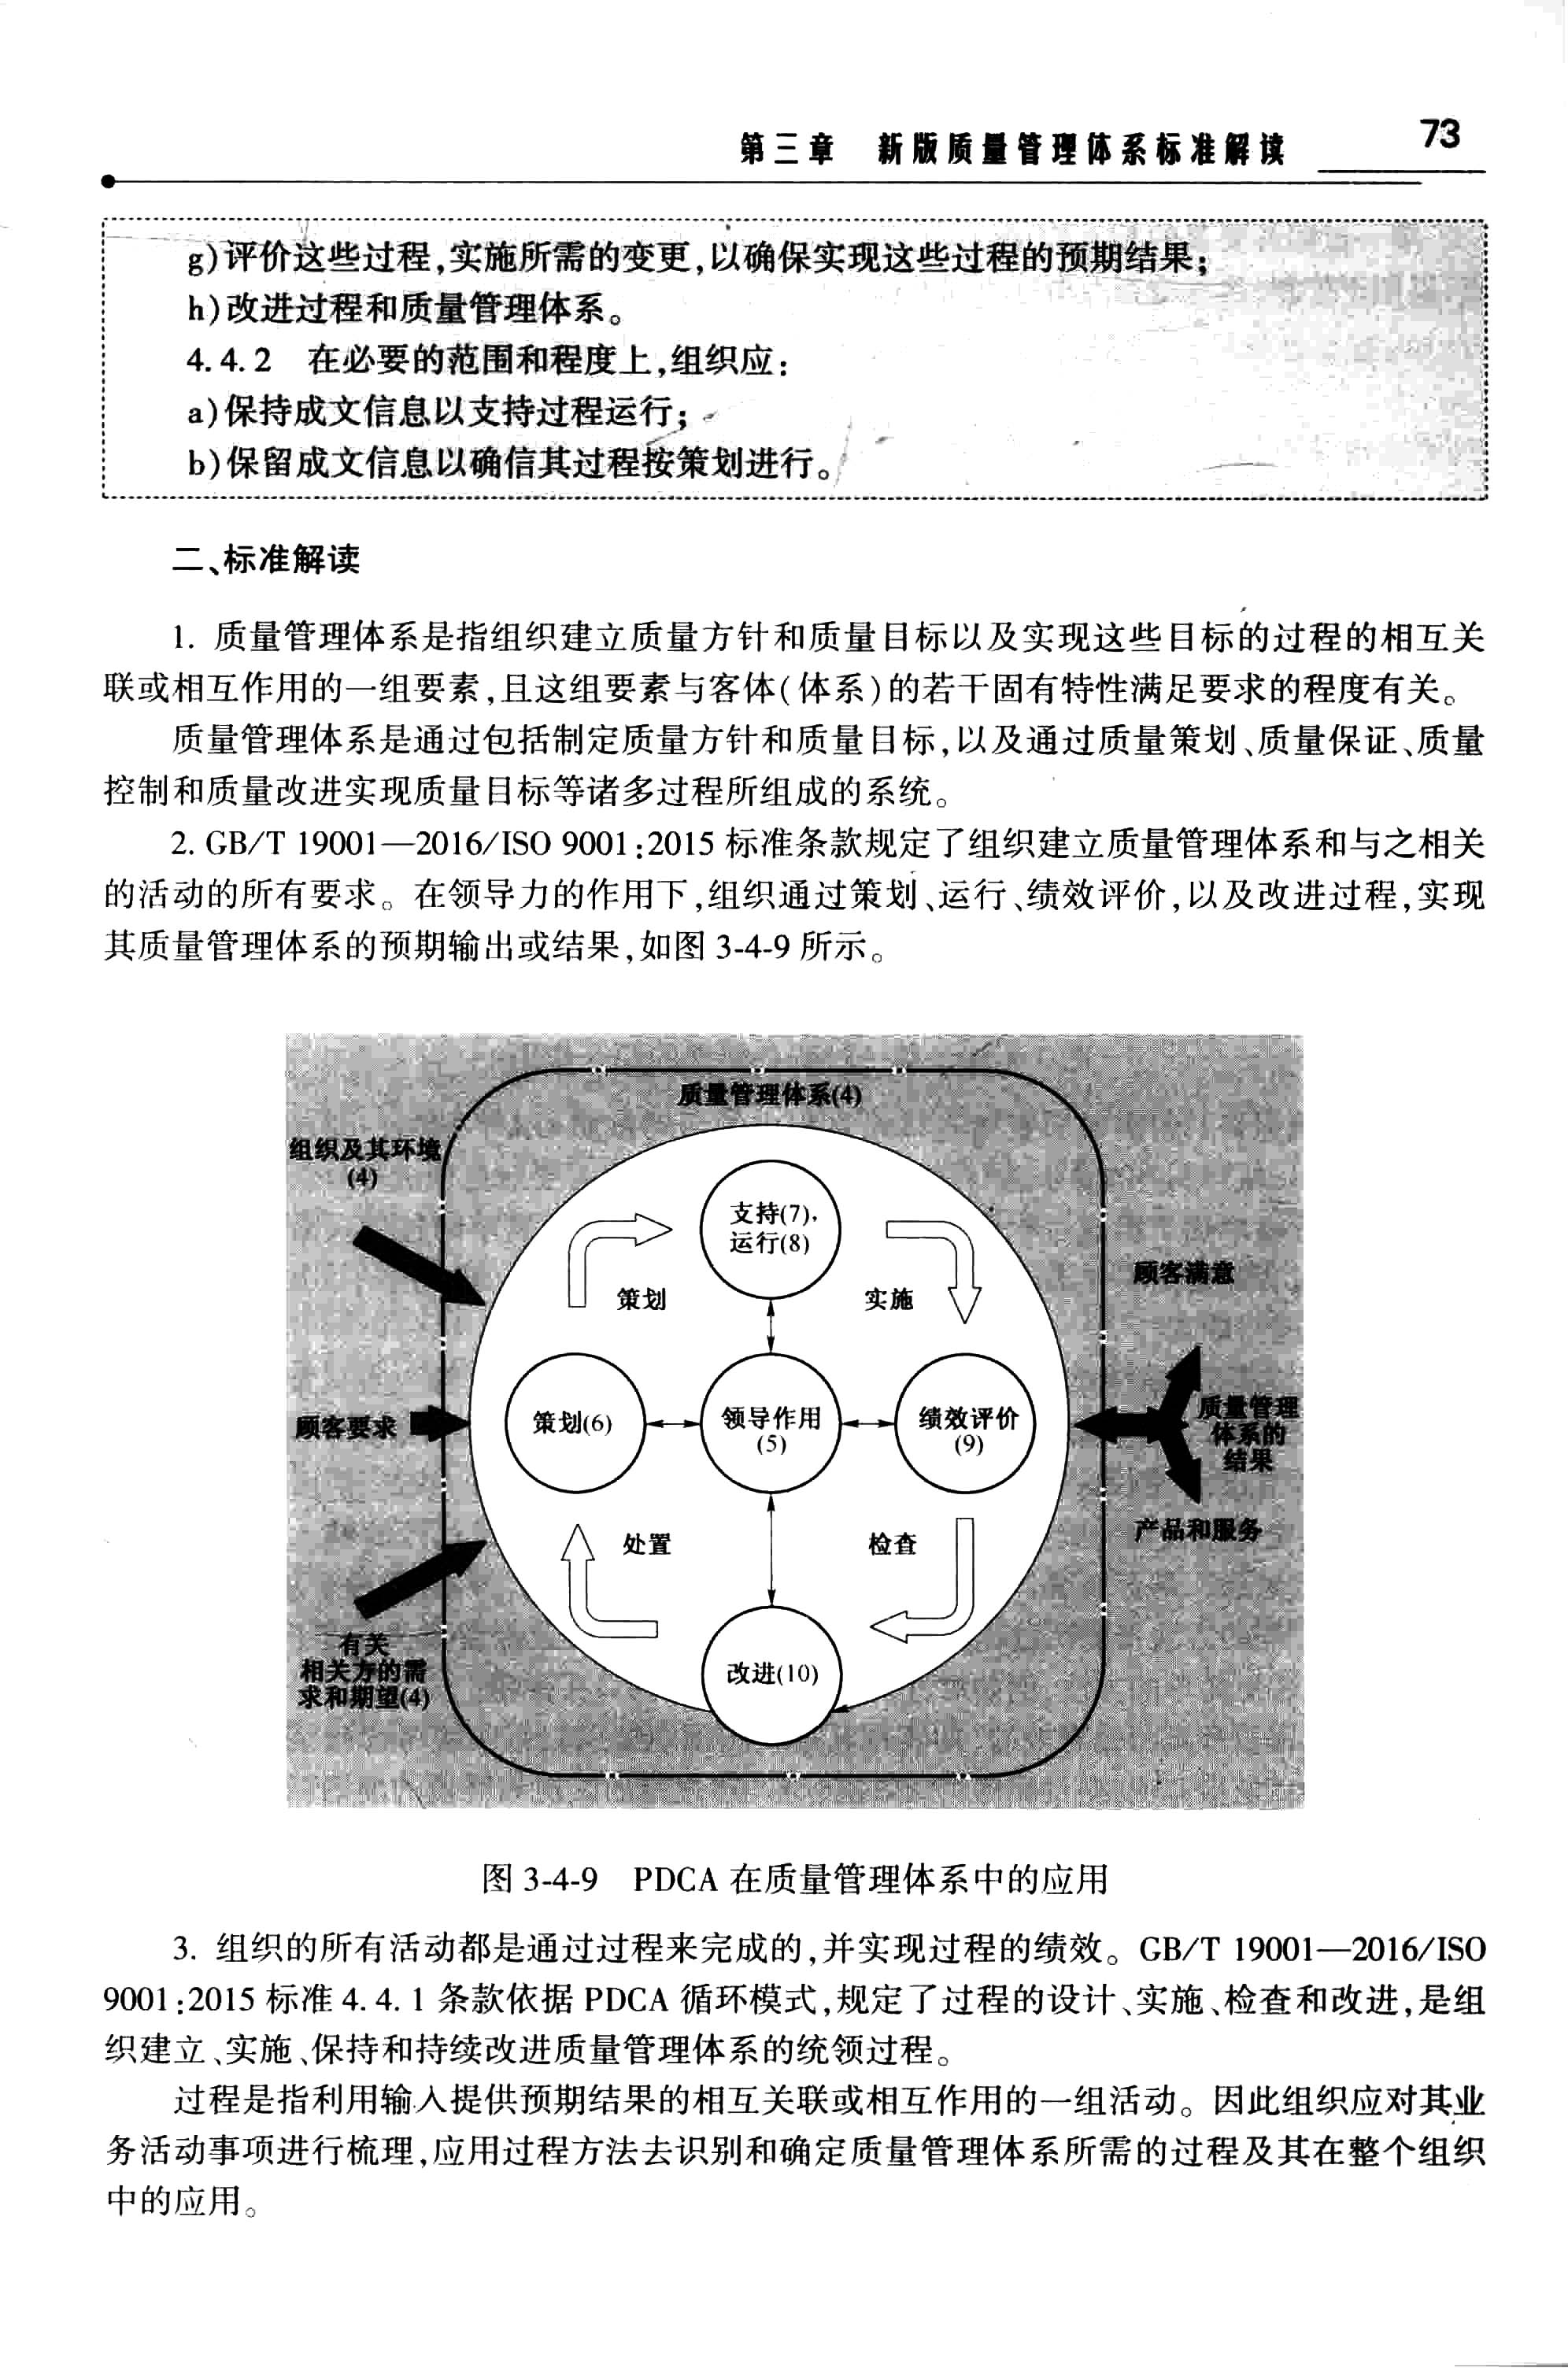 第三章 新版质量管理体系标准解读 73
g)评价这些过程,实施所需的变更,以确保实现这些过程的预期结果;
h)改进过程和质量管理体系。
4.4.2 在必要的范围和程度上,组织应:
a)保持成文信息以支持过程运行;
b)保留成文信息以确信其过程按策划进行。
二、标准解读
1. 质量管理体系是指组织建立质量方针和质量目标以及实现这些目标的过程的相互关
联或相互作用的一组要素,且这组要素与客体(体系)的若干固有特性满足要求的程度有关。
质量管理体系是通过包括制定质量方针和质量目标,以及通过质量策划、质量保证、质量
控制和质量改进实现质量目标等诸多过程所组成的系统。
2. GB/T 19001—2016/ISO 9001:2015 标准条款规定了组织建立质量管理体系和与之相关
的活动的所有要求。在领导力的作用下,组织通过策划、运行、绩效评价,以及改进过程,实现
其质量管理体系的预期输出或结果,如图 3-4-9 所示。
质量管理体系(4)
组织及其环境
(4)
支持(7),
运行(8)
策划
实施
顾客满意
顾客要求
策划(6)
领导作用
(5)
绩效评价
(9)
质量管理
体系的
结果
处置
检查
产品和服务
有关
相关方的需
求和期望(4)
改进(10)
图 3-4-9 PDCA 在质量管理体系中的应用
3. 组织的所有活动都是通过过程来完成的,并实现过程的绩效。GB/T 19001—2016/ISO
9001:2015 标准 4.4.1 条款依据 PDCA 循环模式,规定了过程的设计、实施、检查和改进,是组
织建立、实施、保持和持续改进质量管理体系的统领过程。
过程是指利用输入提供预期结果的相互关联或相互作用的一组活动。因此组织应对其业
务活动事项进行梳理,应用过程方法去识别和确定质量管理体系所需的过程及其在整个组织
中的应用。